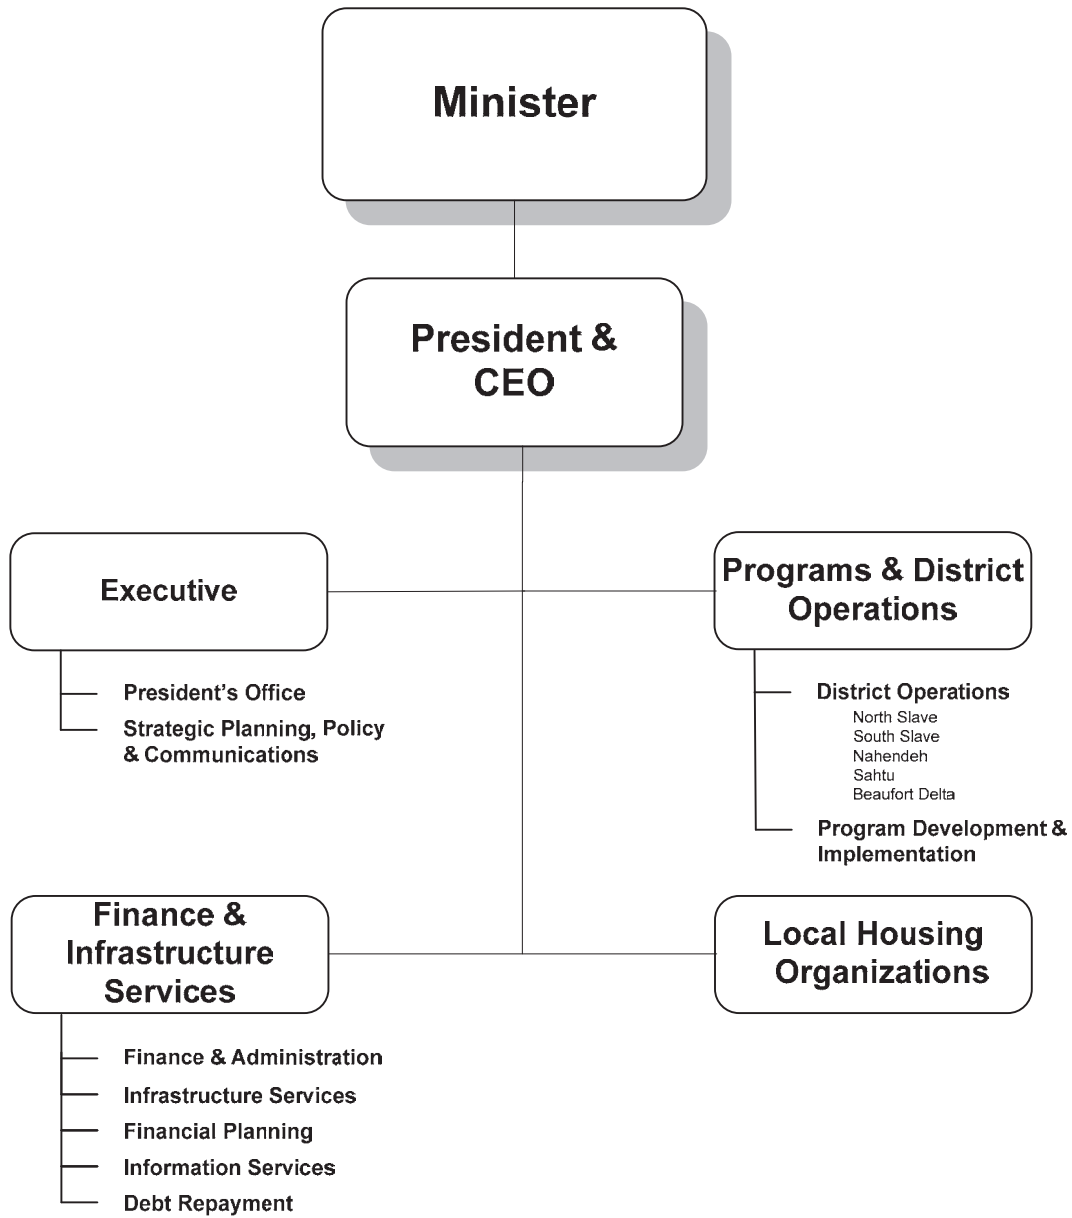 Minister
President &
CEO
Executive
President’s Office
Strategic Planning, Policy
& Communications
Programs & District
Operations
District Operations
North Slave
South Slave
Nahendeh
Sahtu
Beaufort Delta
Program Development &
Implementation
Finance &
Infrastructure
Services
Finance & Administration
Infrastructure Services
Financial Planning
Information Services
Debt Repayment
Local Housing
Organizations